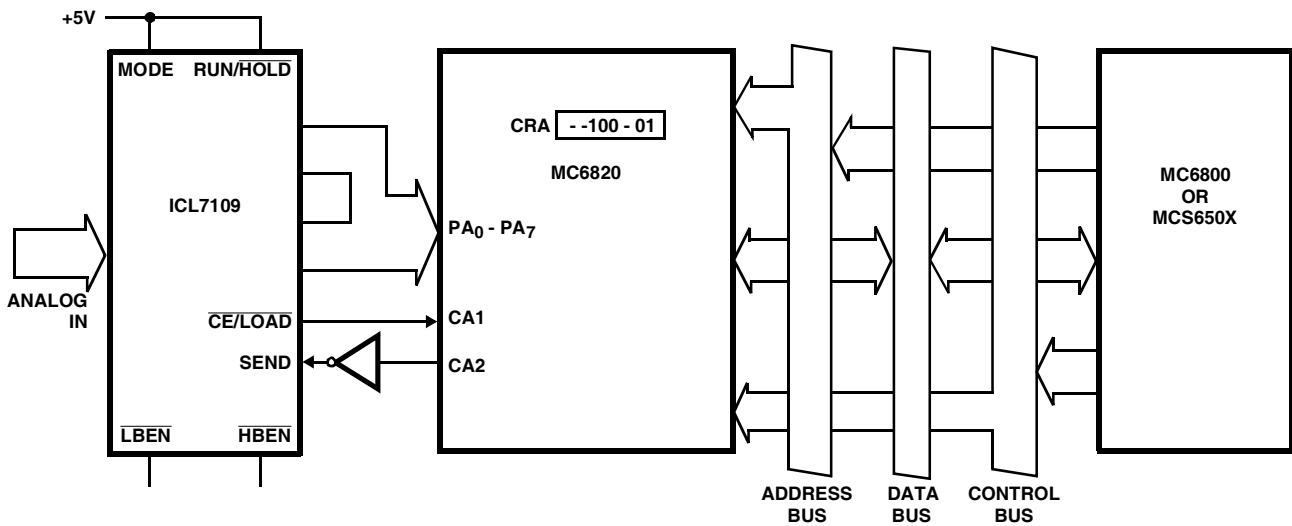 +5V
MODE RUN/HOLD
CRA - -100 - 01
MC6820
MC6800
OR
MCS650X
ICL7109
PA0 - PA7
ANALOG
IN
CE/LOAD
CA1
SEND
CA2
LBEN HBEN
ADDRESS
BUS
DATA
BUS
CONTROL
BUS